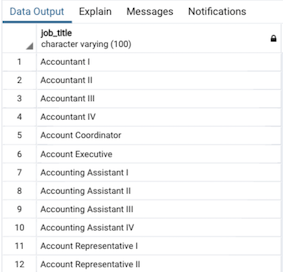 Data Output Explain Messages Notifications
job_title
character varying (100)
1 Accountant I
2 Accountant II
3 Accountant III
4 Accountant IV
5 Account Coordinator
6 Account Executive
7 Accounting Assistant I
8 Accounting Assistant II
9 Accounting Assistant III
10 Accounting Assistant IV
11 Account Representative I
12 Account Representative II